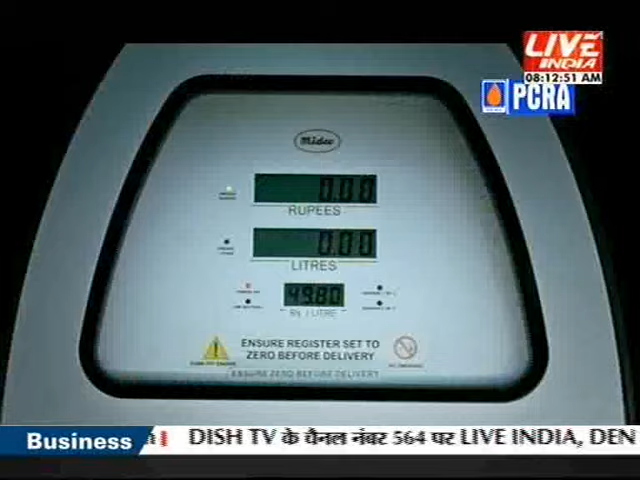 LIVE
INDIA
08:12:51 AM
PCRA
Midco
0.00
RUPEES
0.00
LITRES
49.80
RS. / LITRE
ENSURE REGISTER SET TO
ZERO BEFORE DELIVERY
ENSURE ZERO BEFORE DELIVERY
NO SMOKING
Business
DISH TV के चैनल नंबर 564 पर LIVE INDIA, DEN